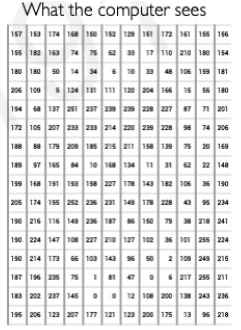 What the computer sees
157 153 174 168 150 152 129 151 172 161 155 156
155 182 163 74 75 62 33 17 110 210 180 154
180 180 50 14 34 6 10 33 48 106 159 181
206 109 5 124 131 111 120 204 166 15 56 180
194 68 137 251 237 239 239 228 227 87 71 201
172 105 207 233 233 214 220 239 228 98 74 206
188 88 179 209 185 215 211 158 139 75 20 169
189 97 165 84 10 168 134 11 31 62 22 148
199 168 191 193 158 227 178 143 182 106 36 190
205 174 155 252 236 231 149 178 228 43 95 234
190 216 116 149 236 187 86 150 79 38 218 241
190 224 147 108 227 210 127 102 36 101 255 224
190 214 173 66 103 143 96 50 2 109 249 215
187 196 235 75 1 81 47 0 6 217 255 211
183 202 237 145 0 0 12 108 200 138 243 236
195 206 123 207 177 121 123 200 175 13 96 218